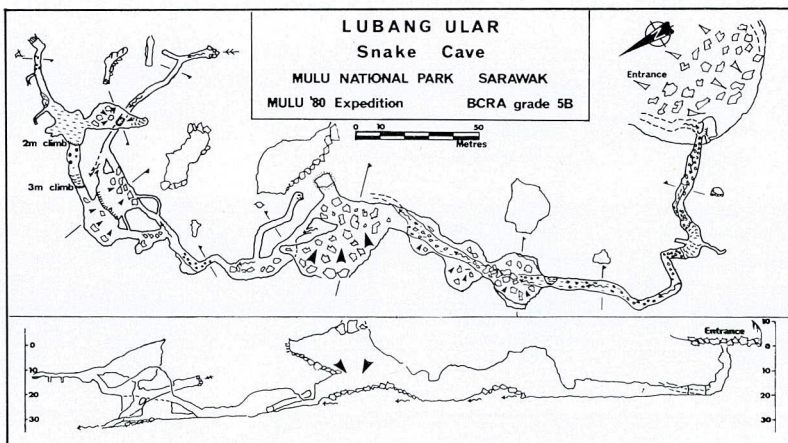 LUBANG ULAR
Snake Cave
MULU NATIONAL PARK SARAWAK
MULU '80 Expedition BCRA grade 5B
0 10 50
Metres
Entrance
2m climb
3m climb
Entrance
0
10
20
30
10
0
10
20
30